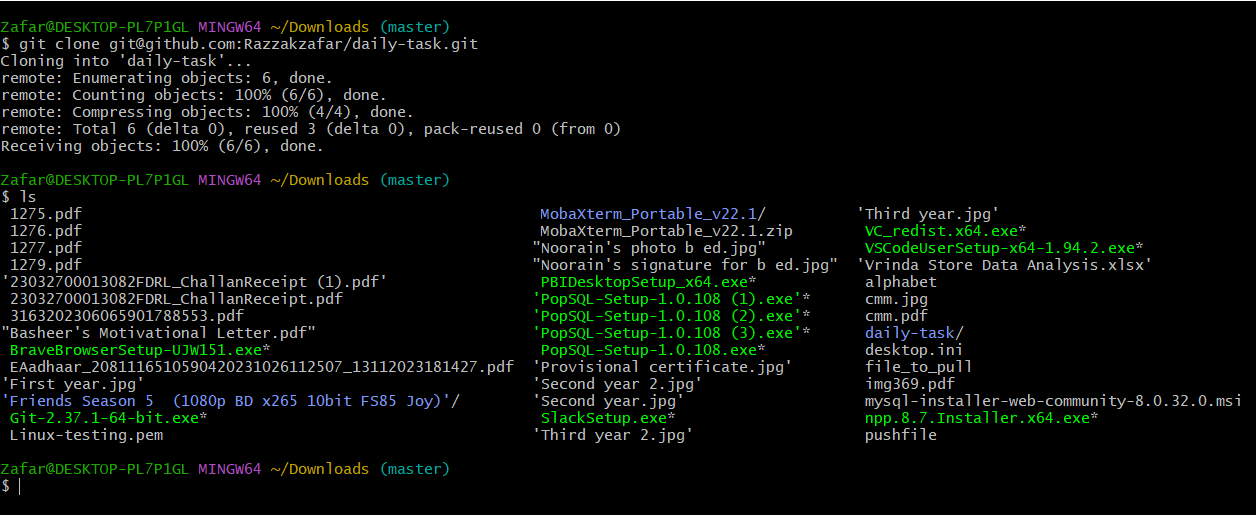 Zafar@DESKTOP-PL7P1GL MINGW64 ~/Downloads (master)
$ git clone git@github.com:Razzakzafar/daily-task.git
Cloning into 'daily-task'...
remote: Enumerating objects: 6, done.
remote: Counting objects: 100% (6/6), done.
remote: Compressing objects: 100% (4/4), done.
remote: Total 6 (delta 0), reused 3 (delta 0), pack-reused 0 (from 0)
Receiving objects: 100% (6/6), done.
Zafar@DESKTOP-PL7P1GL MINGW64 ~/Downloads (master)
$ ls
1275.pdf MobaXterm_Portable_v22.1/ 'Third year.jpg'
1276.pdf MobaXterm_Portable_v22.1.zip VC_redist.x64.exe*
1277.pdf "Noorain's photo b ed.jpg" VSCodeUserSetup-x64-1.94.2.exe*
1279.pdf "Noorain's signature for b ed.jpg" 'Vrinda Store Data Analysis.xlsx'
'23032700013082FDRL_ChallanReceipt (1).pdf' PBIDesktopSetup_x64.exe* alphabet
23032700013082FDRL_ChallanReceipt.pdf 'PopSQL-Setup-1.0.108 (1).exe'* cmm.jpg
3163202306065901788553.pdf 'PopSQL-Setup-1.0.108 (2).exe'* cmm.pdf
"Basheer's Motivational Letter.pdf" 'PopSQL-Setup-1.0.108 (3).exe'* daily-task/
BraveBrowserSetup-UJW151.exe* PopSQL-Setup-1.0.108.exe* desktop.ini
EAadhaar_2081116510590420231026112507_13112023181427.pdf 'Provisional certificate.jpg' file_to_pull
'First year.jpg' 'Second year 2.jpg' img369.pdf
'Friends Season 5  (1080p BD x265 10bit FS85 Joy)'/ 'Second year.jpg' mysql-installer-web-community-8.0.32.0.msi
Git-2.37.1-64-bit.exe* SlackSetup.exe* npp.8.7.Installer.x64.exe*
Linux-testing.pem 'Third year 2.jpg' pushfile
Zafar@DESKTOP-PL7P1GL MINGW64 ~/Downloads (master)
$